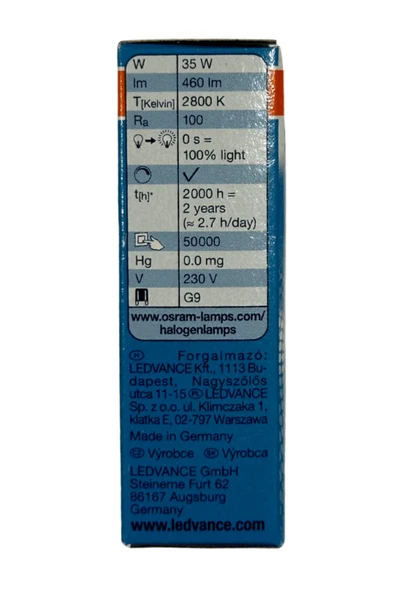 W 35 W
lm 460 lm
T[Kelvin] 2800 K
Ra 100
0 s =
100% light
t[h]* 2000 h =
2 years
(≈ 2.7 h/day)
50000
Hg 0.0 mg
V 230 V
G9
www.osram-lamps.com/
halogenlamps
(H) Forgalmazó:
LEDVANCE Kft., 1113 Bu-
dapest, Nagyszőlős
utca 11-15 (PL) LEDVANCE
Sp. z o.o. ul. Klimczaka 1,
klatka E, 02-797 Warszawa
Made in Germany
(CZ) Výrobce (SK) Výrobca
LEDVANCE GmbH
Steinerne Furt 62
86167 Augsburg
Germany
www.ledvance.com